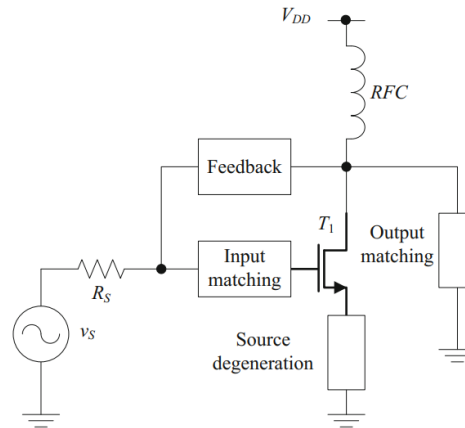 V_DD
RFC
Feedback
T_1
Input
matching
Output
matching
R_S
v_S
Source
degeneration